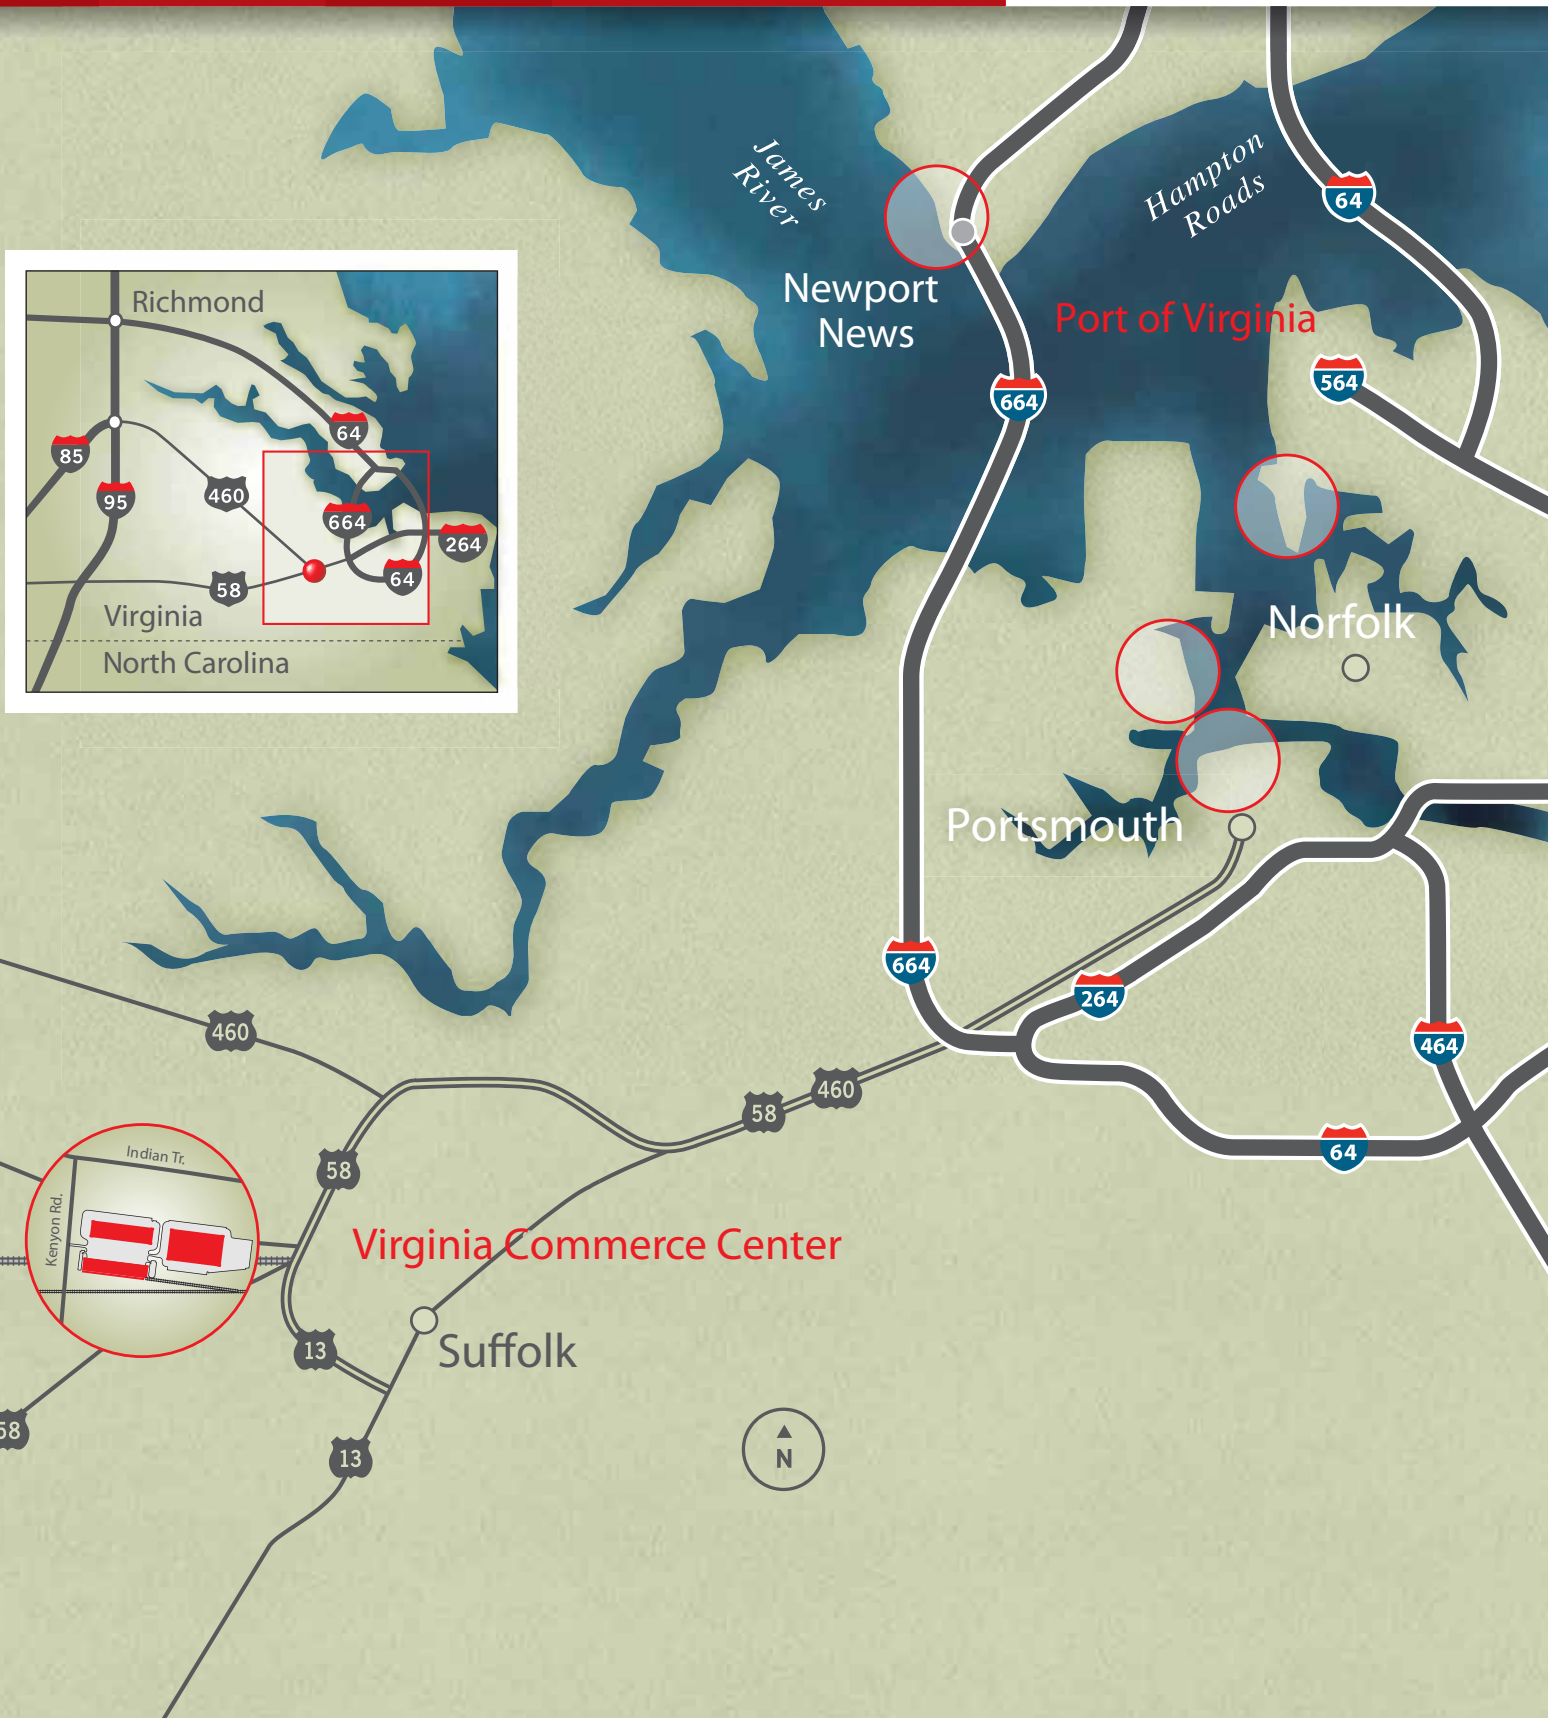 James
River
Hampton
Roads
64
Newport
News
Port of Virginia
564
664
Richmond
64
85
95
460
664
264
58
64
Virginia
North Carolina
Norfolk
Portsmouth
664
264
460
464
460
58
64
58
Indian Tr.
Kenyon Rd.
Virginia Commerce Center
13
Suffolk
58
13
N